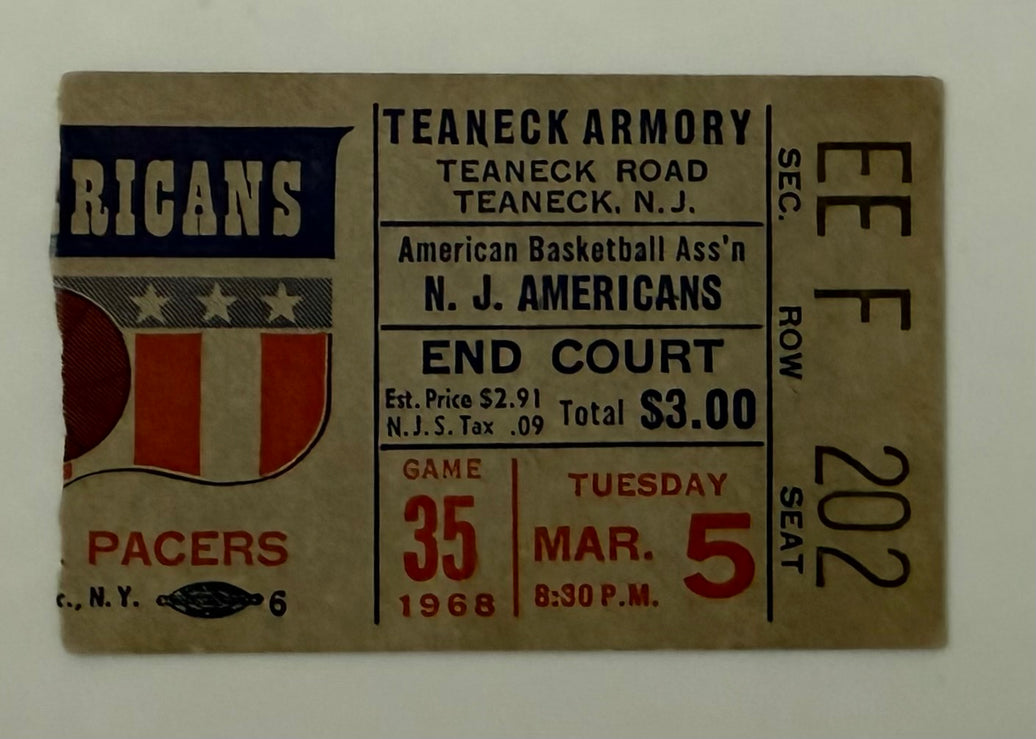 RICANS
PACERS
c., N.Y. 6
TEANECK ARMORY
TEANECK ROAD
TEANECK, N.J.
American Basketball Ass'n
N. J. AMERICANS
END COURT
Est. Price $2.91
N.J.S. Tax .09
Total $3.00
GAME
35
1968
TUESDAY
MAR. 5
8:30 P.M.
SEC. EE
ROW F
SEAT 202